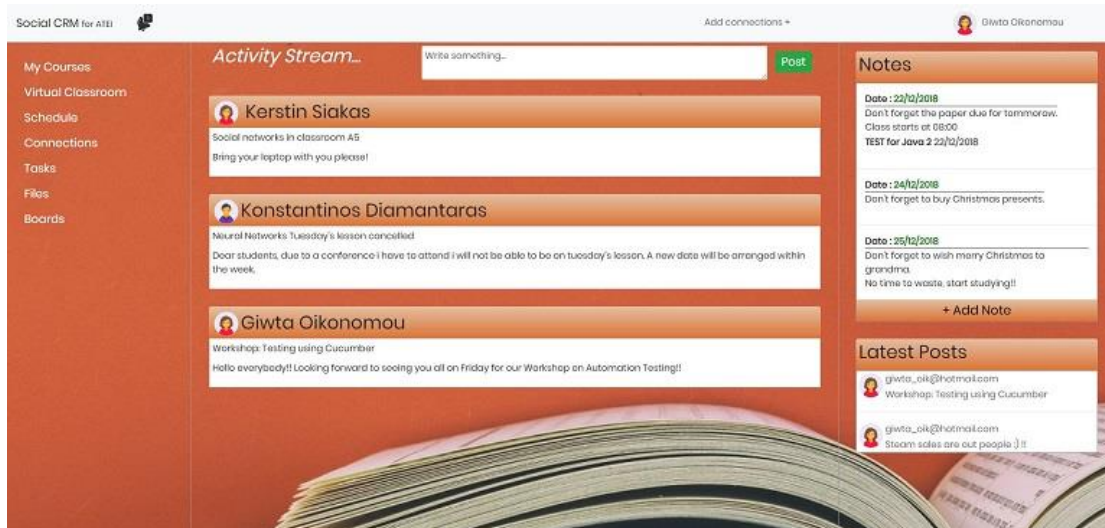 Social CRM for ATEI
Add connections +
Giwta Oikonomou
My Courses
Virtual Classroom
Schedule
Connections
Tasks
Files
Boards
Activity Stream...
Write something...
Post
Kerstin Siakas
Social networks in classroom A5
Bring your laptop with you please!
Konstantinos Diamantaras
Neural Networks Tuesday's lesson cancelled
Dear students, due to a conference i have to attend i will not be able to be on tuesday's lesson. A new date will be arranged within
the week.
Giwta Oikonomou
Workshop: Testing using Cucumber
Hello everybody!! Looking forward to seeing you all on Friday for our Workshop on Automation Testing!!
Notes
Date : 22/12/2018
Don't forget the paper due for tommorow.
Class starts at 08:00
TEST for Java 2 22/12/2018
Date : 24/12/2018
Don't forget to buy Christmas presents.
Date : 25/12/2018
Don't forget to wish merry Christmas to
grandma.
No time to waste, start studying!!
+ Add Note
Latest Posts
giwta_oik@hotmail.com
Workshop: Testing using Cucumber
giwta_oik@hotmail.com
Steam sales are out people ;) !!